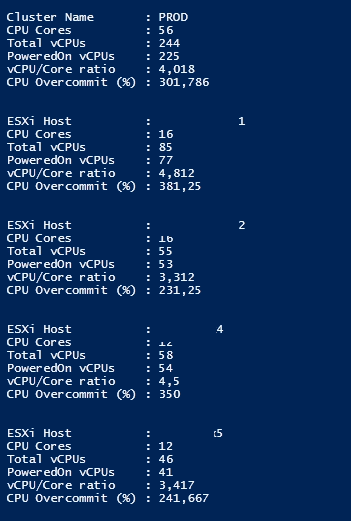 Cluster Name : PROD
CPU Cores : 56
Total vCPUs : 244
PoweredOn vCPUs : 225
vCPU/Core ratio : 4,018
CPU Overcommit (%) : 301,786
ESXi Host : 1
CPU Cores : 16
Total vCPUs : 85
PoweredOn vCPUs : 77
vCPU/Core ratio : 4,812
CPU Overcommit (%) : 381,25
ESXi Host : 2
CPU Cores : 16
Total vCPUs : 55
PoweredOn vCPUs : 53
vCPU/Core ratio : 3,312
CPU Overcommit (%) : 231,25
ESXi Host : 4
CPU Cores : 12
Total vCPUs : 58
PoweredOn vCPUs : 54
vCPU/Core ratio : 4,5
CPU Overcommit (%) : 350
ESXi Host : 5
CPU Cores : 12
Total vCPUs : 46
PoweredOn vCPUs : 41
vCPU/Core ratio : 3,417
CPU Overcommit (%) : 241,667